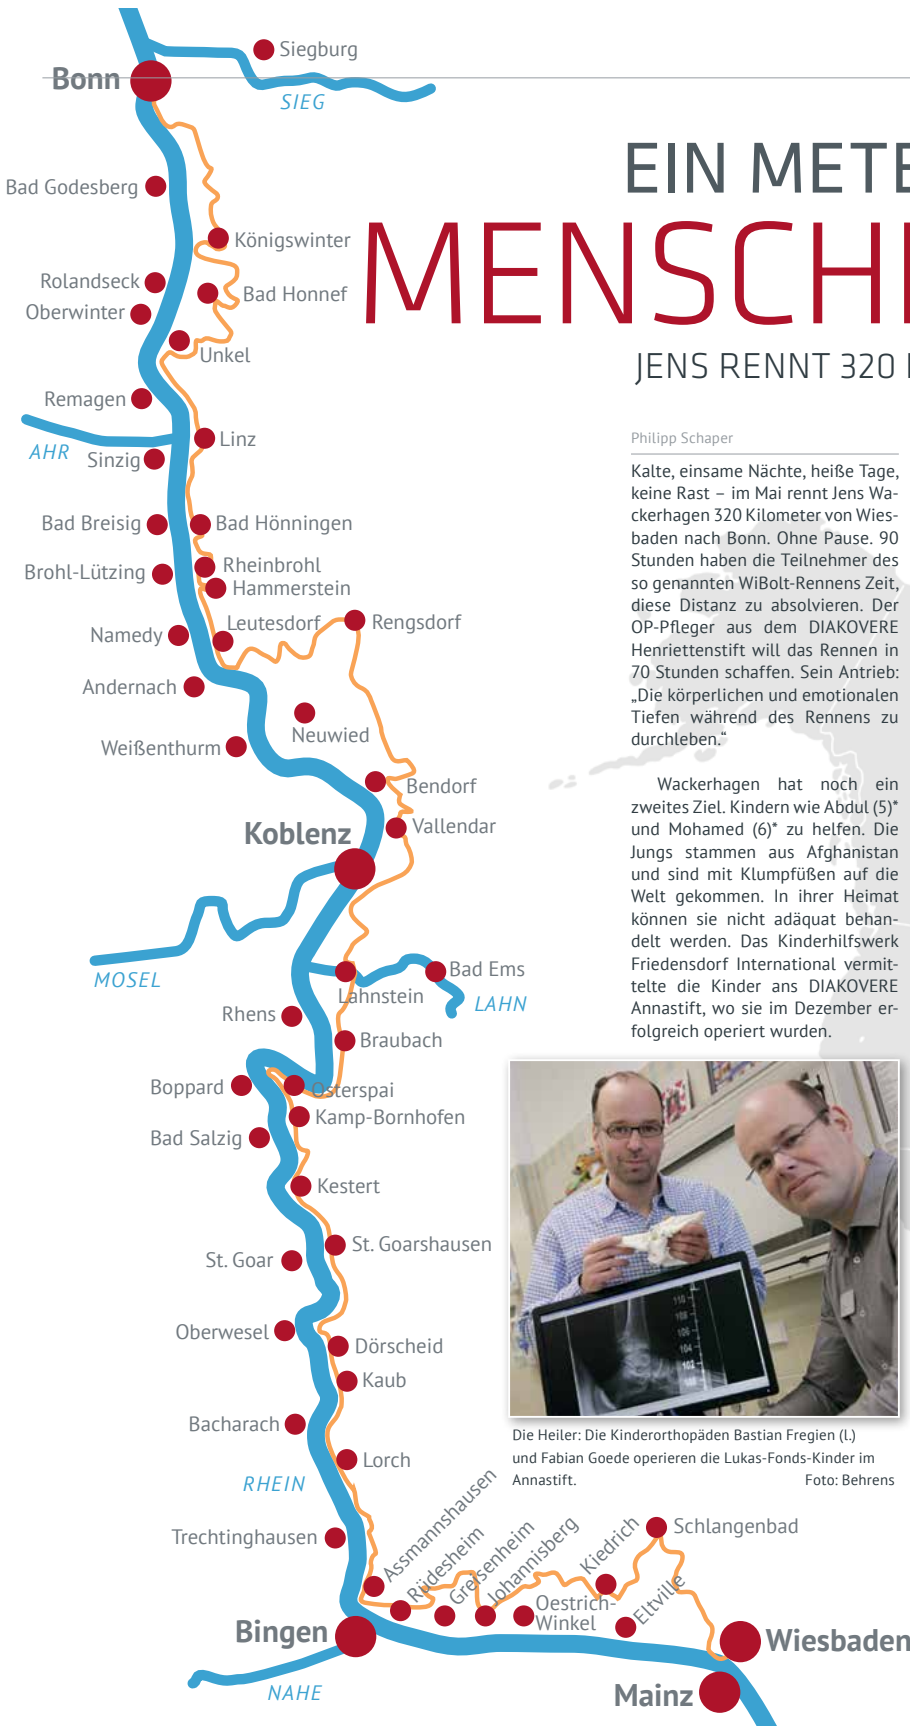 Siegburg
Bonn
SIEG
EIN METE
Bad Godesberg
MENSCH
Königswinter
Rolandseck
Bad Honnef
Oberwinter
Unkel
JENS RENNT 320
Remagen
Linz
AHR
Sinzig
Bad Breisig
Bad Hönningen
Brohl-Lützing
Rheinbrohl
Hammerstein
Leutesdorf
Rengsdorf
Namedy
Andernach
Neuwied
Weißenthurm
Bendorf
Vallendar
Koblenz
MOSEL
Bad Ems
Lahnstein
LAHN
Rhens
Braubach
Boppard
Osterspai
Kamp-Bornhofen
Bad Salzig
Kestert
St. Goarshausen
St. Goar
Oberwesel
Dörscheid
Kaub
Bacharach
Lorch
RHEIN
Trechtinghausen
Assmannshausen
Rüdesheim
Greisenheim
Johannisberg
Oestrich-
Winkel
Kiedrich
Eltville
Schlangenbad
Bingen
Wiesbaden
NAHE
Mainz
Philipp Schaper
Kalte, einsame Nächte, heiße Tage,
keine Rast – im Mai rennt Jens Wa-
ckerhagen 320 Kilometer von Wies-
baden nach Bonn. Ohne Pause. 90
Stunden haben die Teilnehmer des
so genannten WiBolt-Rennens Zeit,
diese Distanz zu absolvieren. Der
OP-Pfleger aus dem DIAKOVERE
Henriettenstift will das Rennen in
70 Stunden schaffen. Sein Antrieb:
„Die körperlichen und emotionalen
Tiefen während des Rennens zu
durchleben.“
Wackerhagen hat noch ein
zweites Ziel. Kindern wie Abdul (5)*
und Mohamed (6)* zu helfen. Die
Jungs stammen aus Afghanistan
und sind mit Klumpfüßen auf die
Welt gekommen. In ihrer Heimat
können sie nicht adäquat behan-
delt werden. Das Kinderhilfswerk
Friedensdorf International vermit-
telte die Kinder ans DIAKOVERE
Annastift, wo sie im Dezember er-
folgreich operiert wurden.
Die Heiler: Die Kinderorthopäden Bastian Fregien (l.)
und Fabian Goede operieren die Lukas-Fonds-Kinder im
Annastift. Foto: Behrens